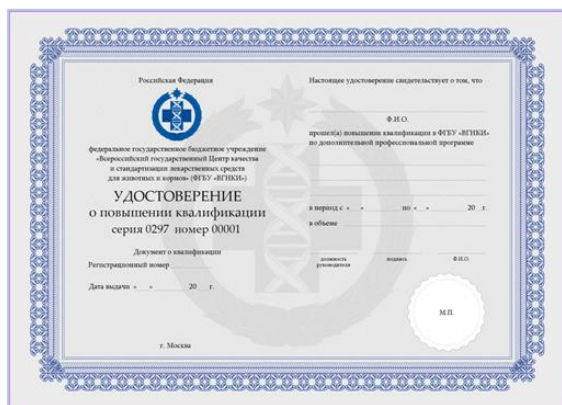 Российская Федерация
федеральное государственное бюджетное учреждение
«Всероссийский государственный Центр качества
и стандартизации лекарственных средств
для животных и кормов» (ФГБУ «ВГНКИ»)
УДОСТОВЕРЕНИЕ
о повышении квалификации
серия 0297 номер 00001
Документ о квалификации
Регистрационный номер
Дата выдачи « » 20 г.
г. Москва
Настоящее удостоверение свидетельствует о том, что
Ф.И.О.
прошел(а) повышении квалификации в ФГБУ «ВГНКИ»
по дополнительной профессиональной программе
в период с « » по « » 20 г.
в объеме
должность руководителя
подпись
Ф.И.О.
М.П.